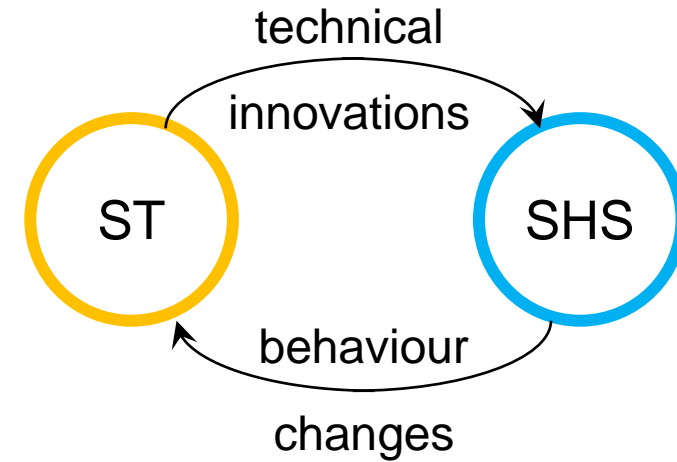 technical
innovations
ST
SHS
behaviour
changes